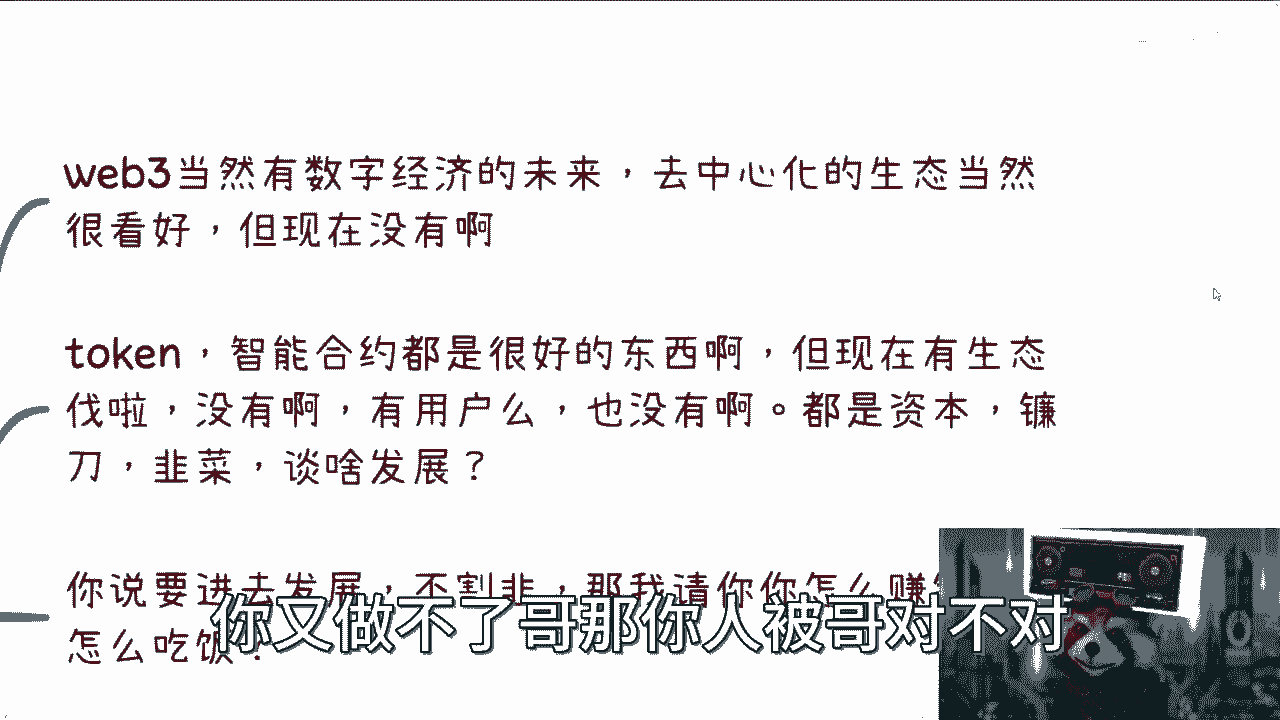 web3当然有数字经济的未来，去中心化的生态当然
很看好，但现在没有啊
token，智能合约都是很好的东西啊，但现在有生态
伐啦，没有啊，有用户么，也没有啊。都是资本，镰
刀，韭菜，谈啥发展？
你说要进去发展，不割韭，那我请你你怎么赚
怎么吃饭？
你又做不了哥那你人被哥对不对